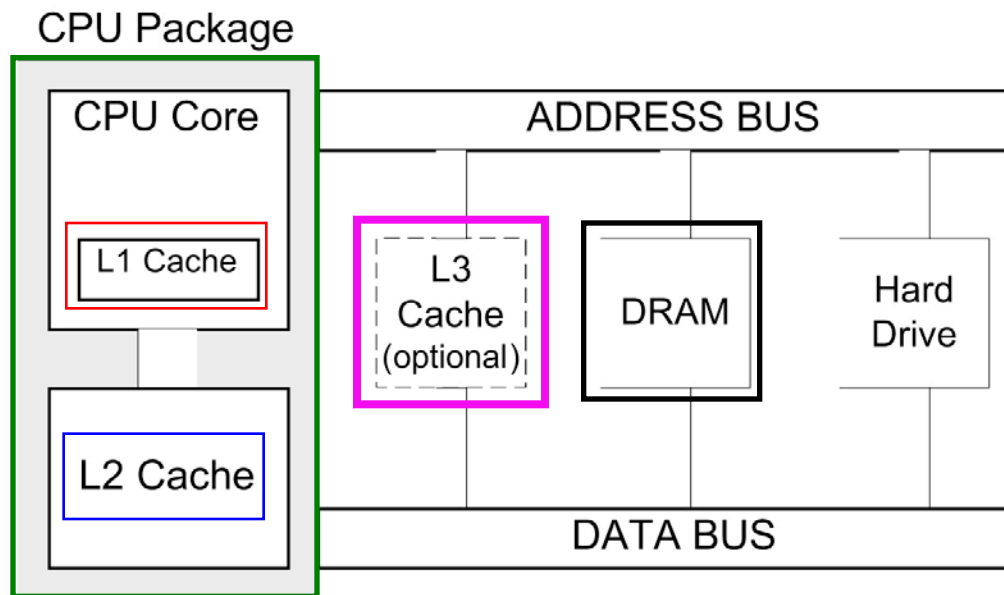 CPU Package
CPU Core
L1 Cache
L2 Cache
ADDRESS BUS
L3
Cache
(optional)
DRAM
Hard
Drive
DATA BUS